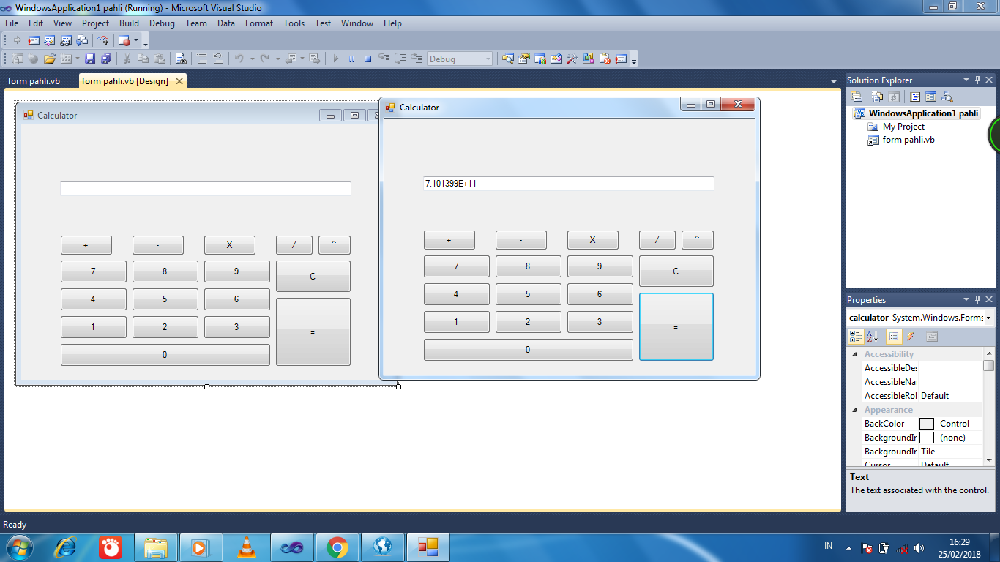 WindowsApplication1 pahli (Running) - Microsoft Visual Studio
File Edit View Project Build Debug Team Data Format Tools Test Window Help
Debug
form pahli.vb form pahli.vb [Design]
Calculator
+ - X / ^
7 8 9 C
4 5 6
1 2 3 =
0
Calculator
7,101399E+11
+ - X / ^
7 8 9 C
4 5 6
1 2 3 =
0
Solution Explorer
WindowsApplication1 pahli
My Project
form pahli.vb
Properties
calculator System.Windows.Forms
Accessibility
AccessibleDes
AccessibleNar
AccessibleRol Default
Appearance
BackColor Control
BackgroundIr (none)
BackgroundIr Tile
Cursor Default
Text
The text associated with the control.
Ready
IN 16:29
25/02/2018